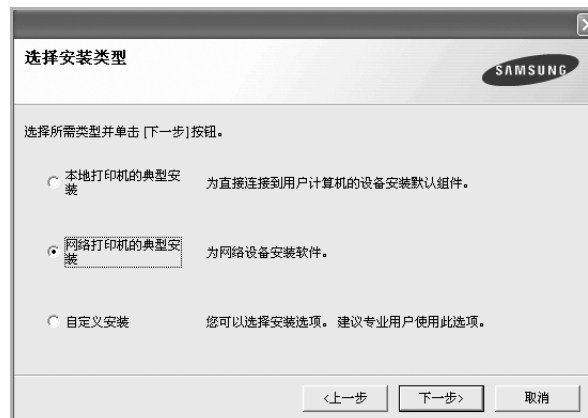 选择安装类型
SAMSUNG
选择所需类型并单击 [下一步]按钮。
本地打印机的典型安
装
为直接连接到用户计算机的设备安装默认组件。
网络打印机的典型安
装
为网络设备安装软件。
自定义安装
您可以选择安装选项。 建议专业用户使用此选项。
<上一步
下一步>
取消